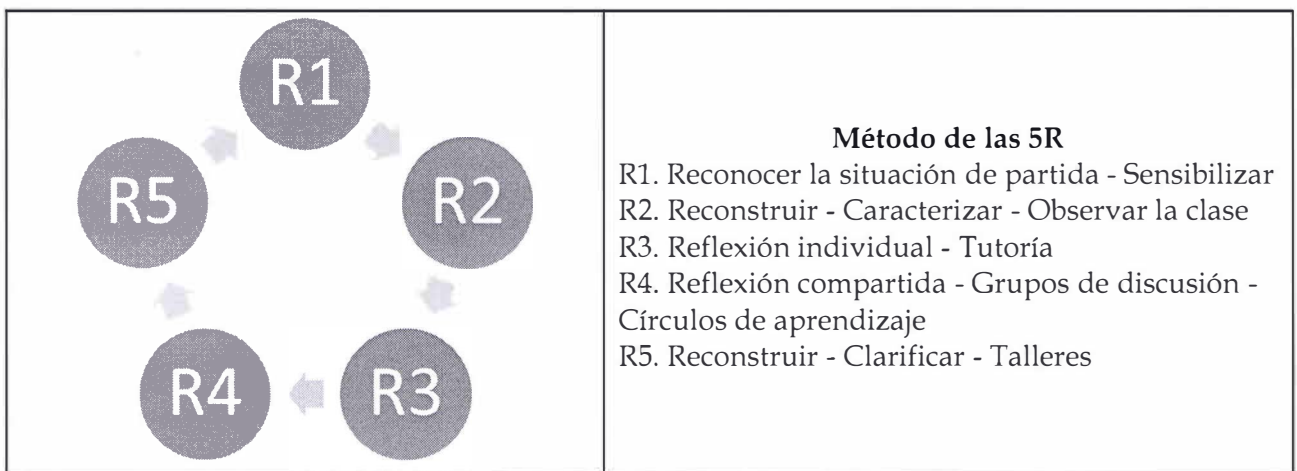 R1
R2
R3
R4
R5
Método de las 5R
R1. Reconocer la situación de partida - Sensibilizar
R2. Reconstruir - Caracterizar - Observar la clase
R3. Reflexión individual - Tutoría
R4. Reflexión compartida - Grupos de discusión -
Círculos de aprendizaje
R5. Reconstruir - Clarificar - Talleres